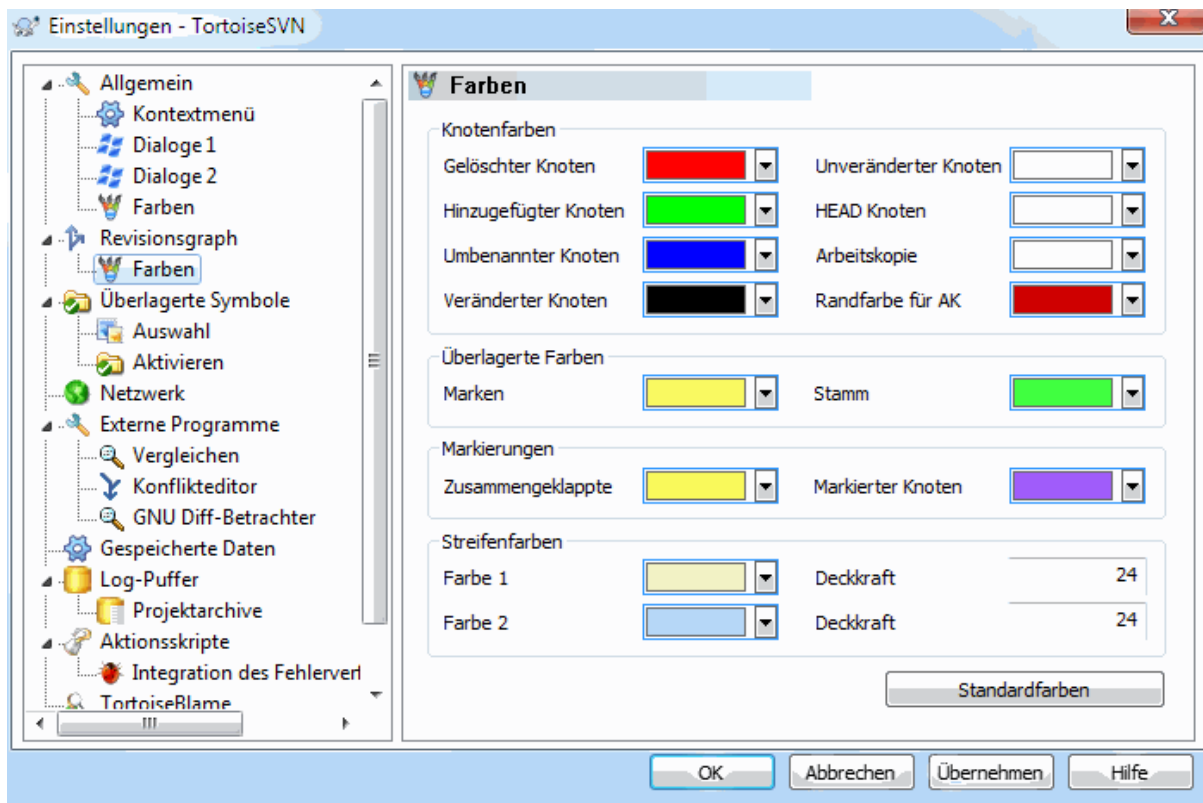 Einstellungen - TortoiseSVN
Allgemein
Kontextmenü
Dialoge 1
Dialoge 2
Farben
Revisionsgraph
Farben
Überlagerte Symbole
Auswahl
Aktivieren
Netzwerk
Externe Programme
Vergleichen
Konflikteditor
GNU Diff-Betrachter
Gespeicherte Daten
Log-Puffer
Projektarchive
Aktionsskripte
Integration des Fehlerverf
TortoiseBlame
Farben
Knotenfarben
Gelöschter Knoten
Unveränderter Knoten
Hinzugefügter Knoten
HEAD Knoten
Umbenannter Knoten
Arbeitskopie
Veränderter Knoten
Randfarbe für AK
Überlagerte Farben
Marken
Stamm
Markierungen
Zusammengeklappte
Markierter Knoten
Streifenfarben
Farbe 1
Deckkraft 24
Farbe 2
Deckkraft 24
Standardfarben
OK
Abbrechen
Übernehmen
Hilfe